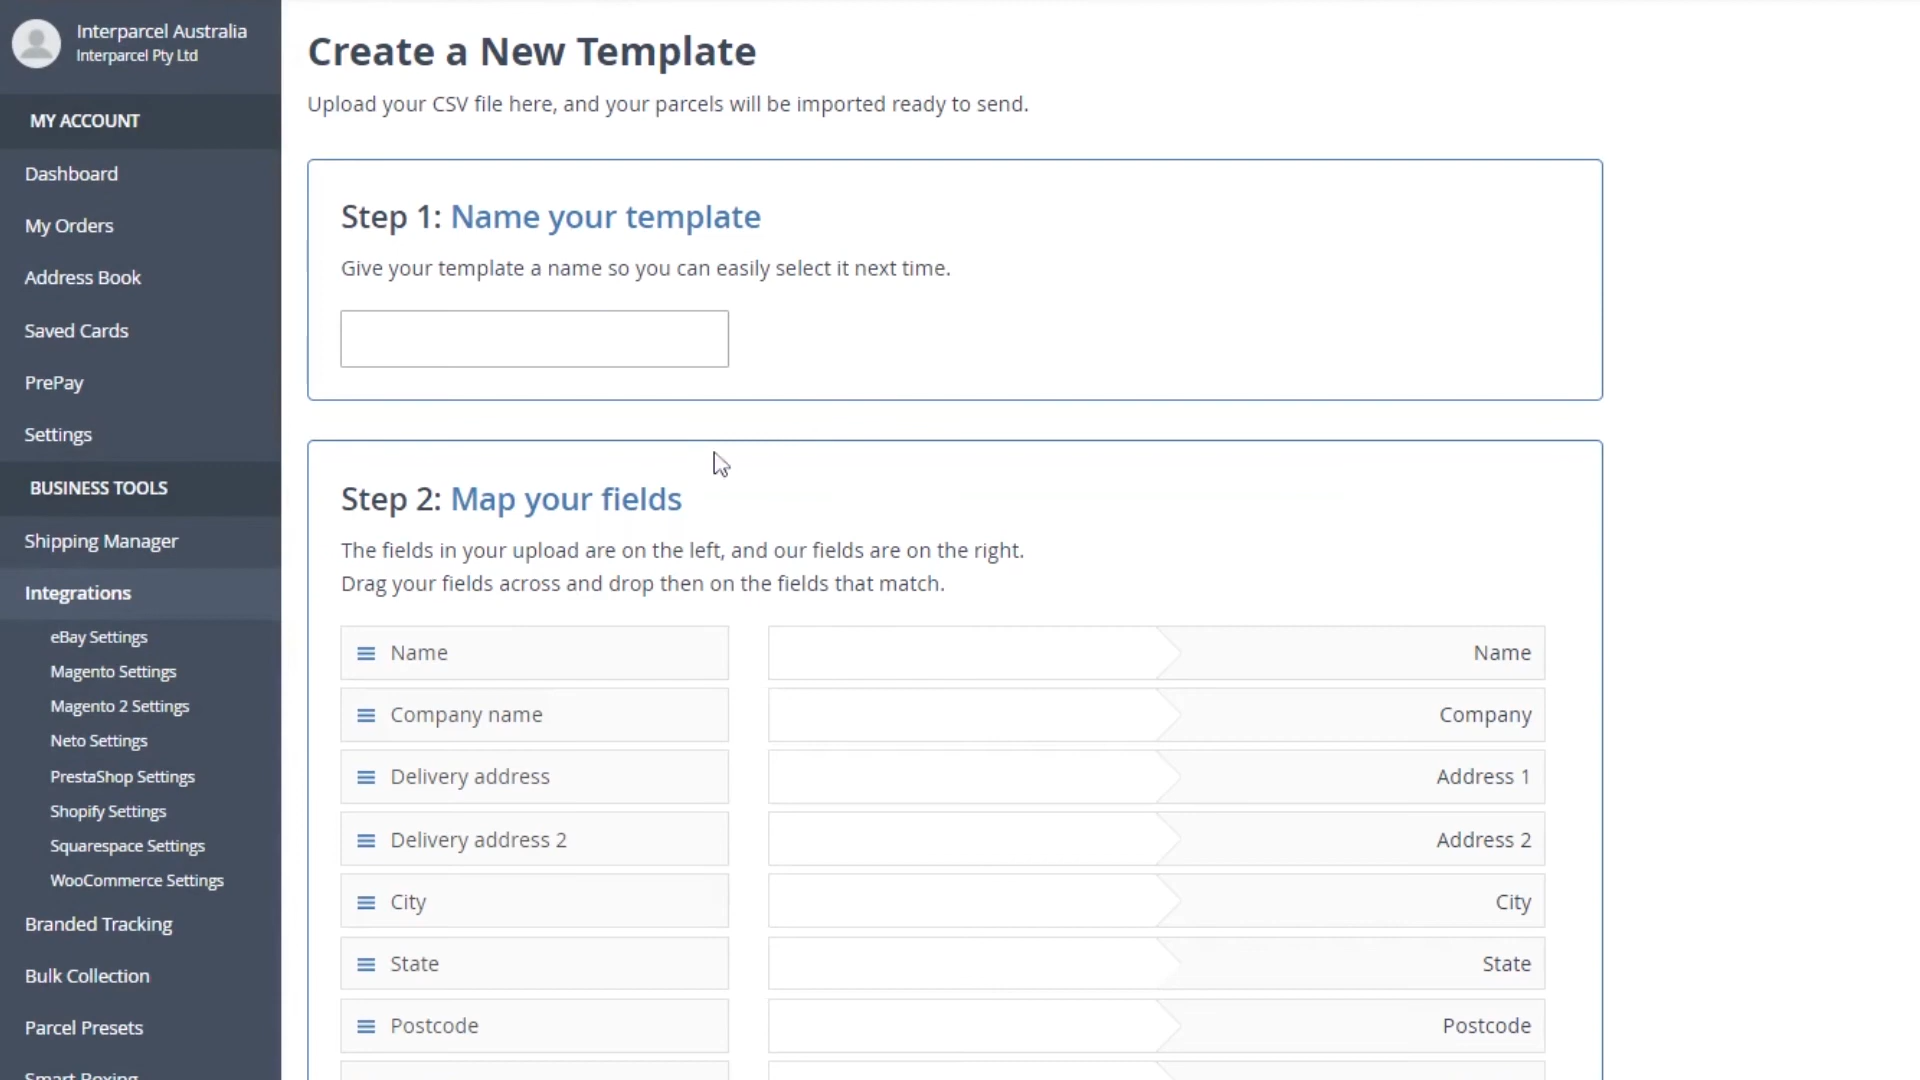 Interparcel Australia
Interparcel Pty Ltd
MY ACCOUNT
Dashboard
My Orders
Address Book
Saved Cards
PrePay
Settings
BUSINESS TOOLS
Shipping Manager
Integrations
eBay Settings
Magento Settings
Magento 2 Settings
Neto Settings
PrestaShop Settings
Shopify Settings
Squarespace Settings
WooCommerce Settings
Branded Tracking
Bulk Collection
Parcel Presets
Smart Boxing
Create a New Template
Upload your CSV file here, and your parcels will be imported ready to send.
Step 1: Name your template
Give your template a name so you can easily select it next time.
Step 2: Map your fields
The fields in your upload are on the left, and our fields are on the right.
Drag your fields across and drop then on the fields that match.
Name Name
Company name Company
Delivery address Address 1
Delivery address 2 Address 2
City City
State State
Postcode Postcode